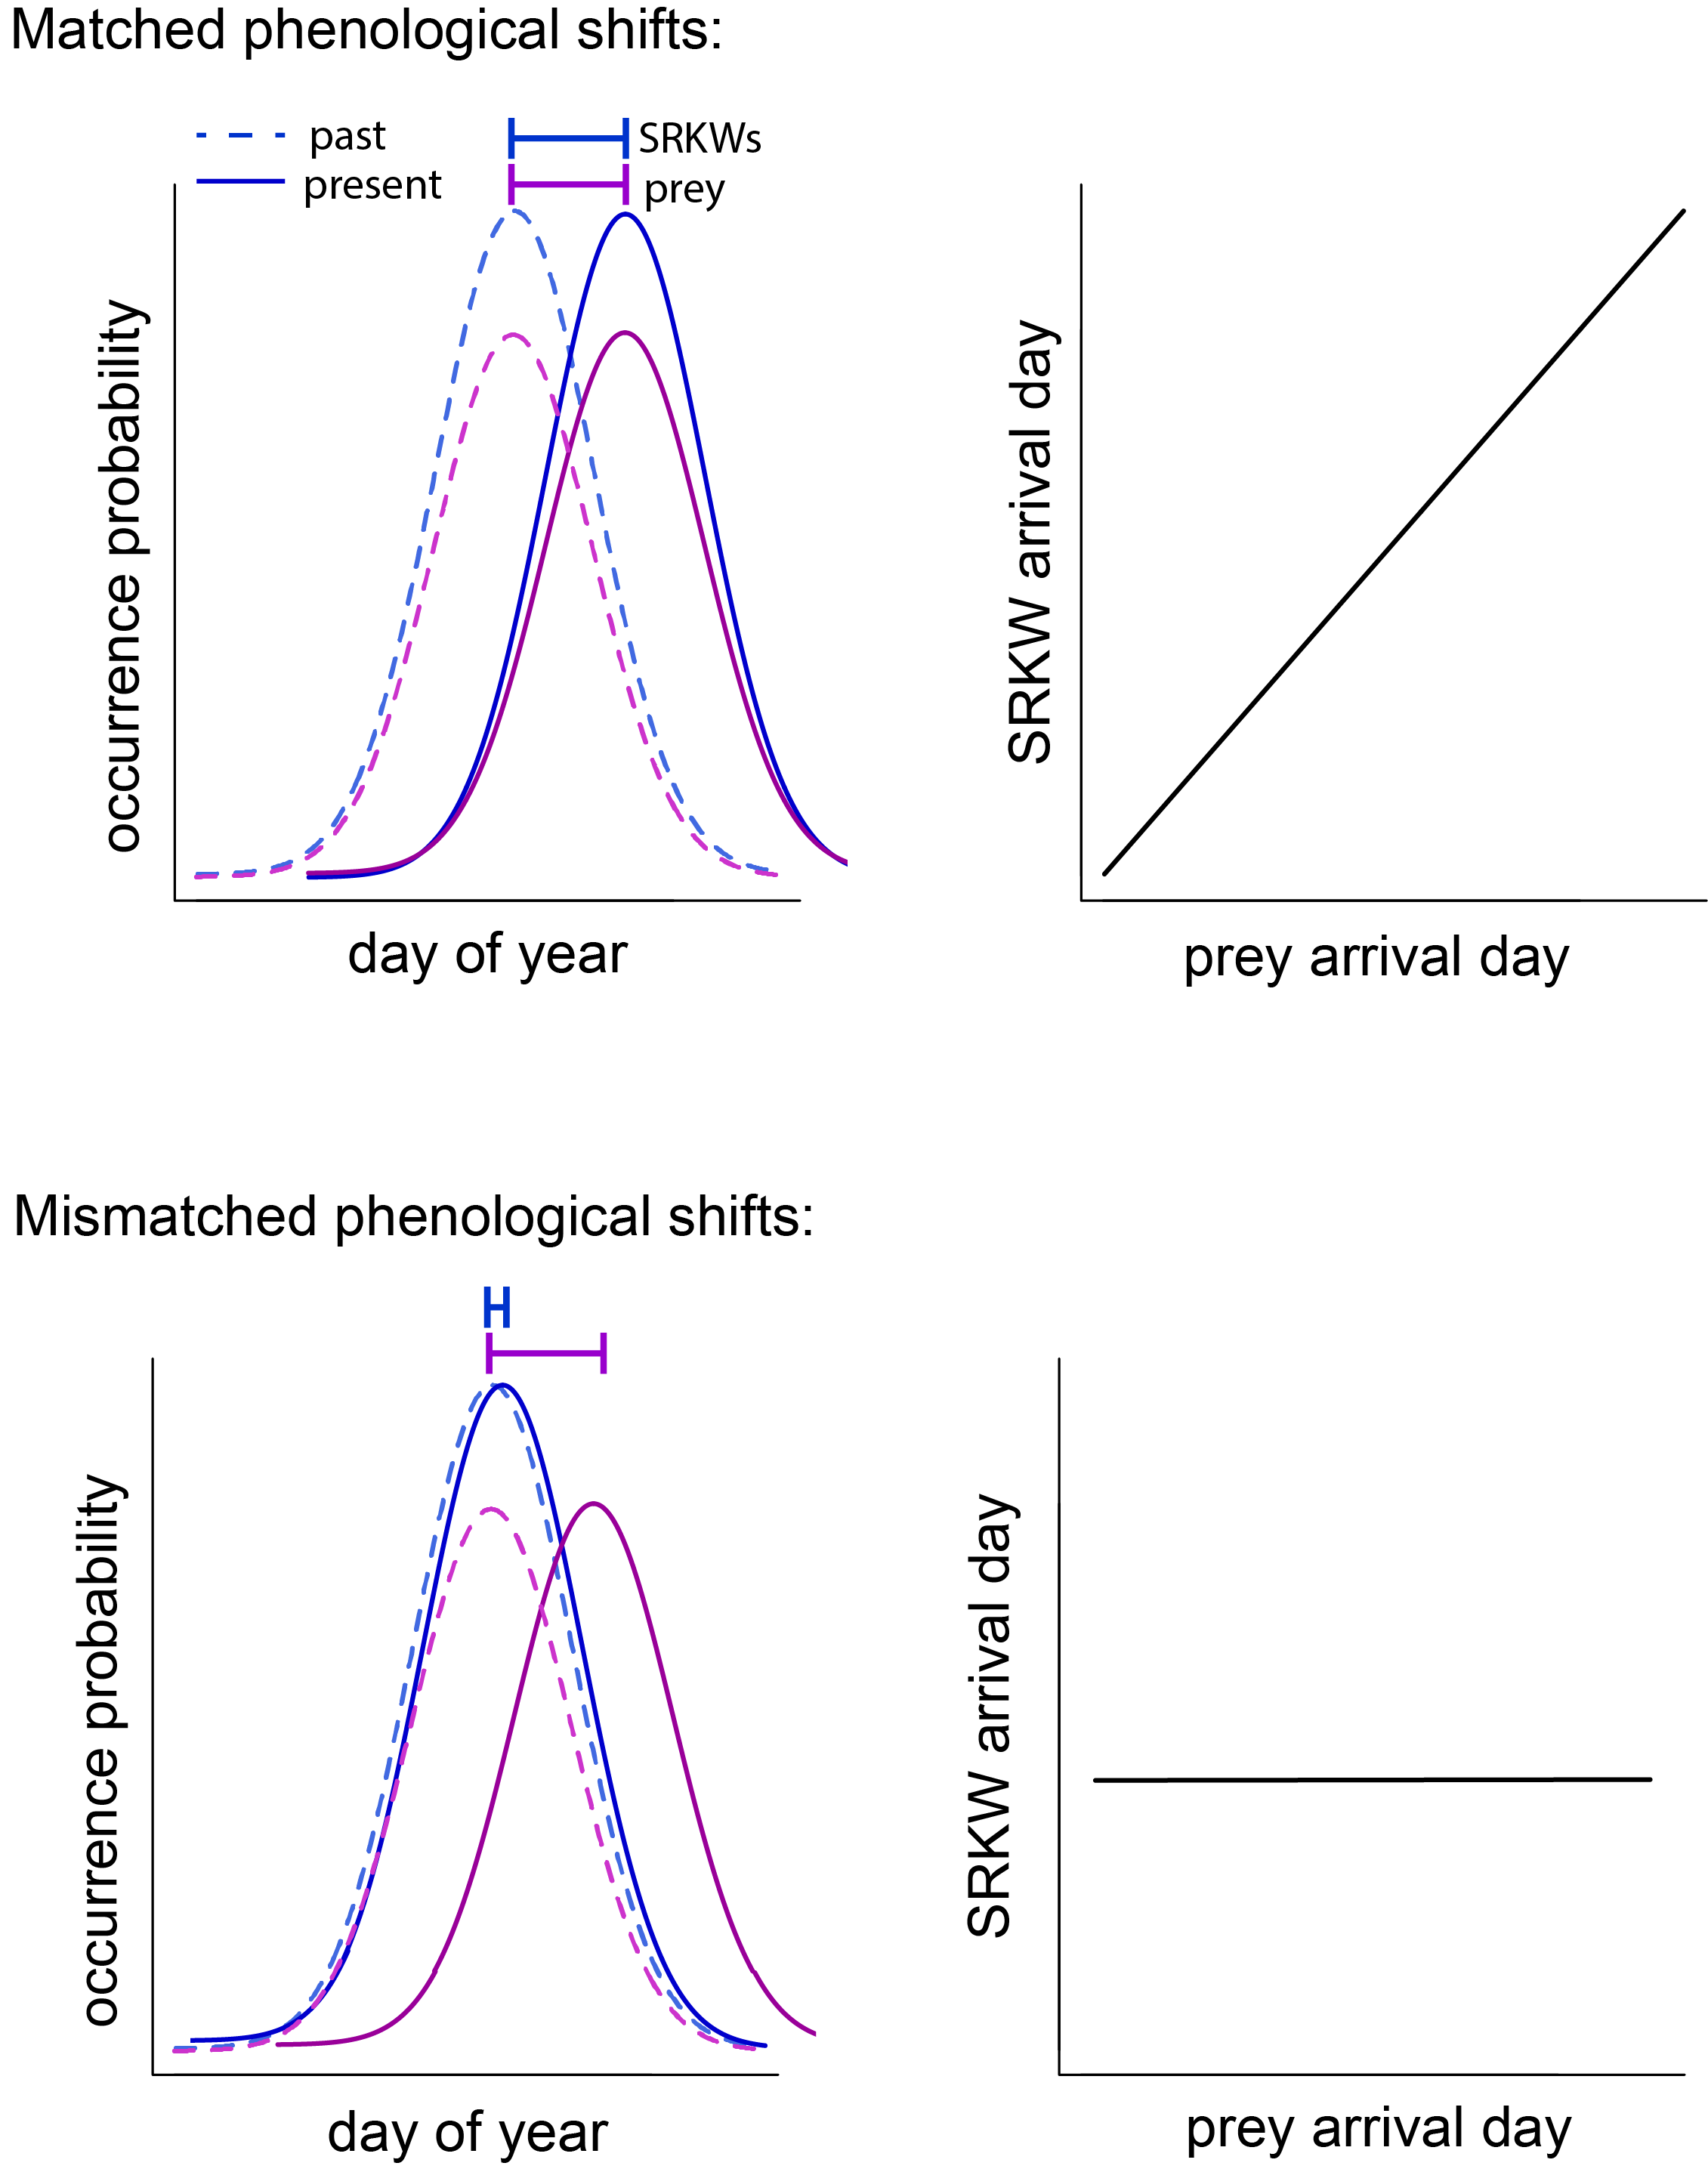 Matched phenological shifts:
past
SRKWs
present
prey
occurrence probability
day of year
SRKW arrival day
prey arrival day
Mismatched phenological shifts:
occurrence probability
day of year
SRKW arrival day
prey arrival day